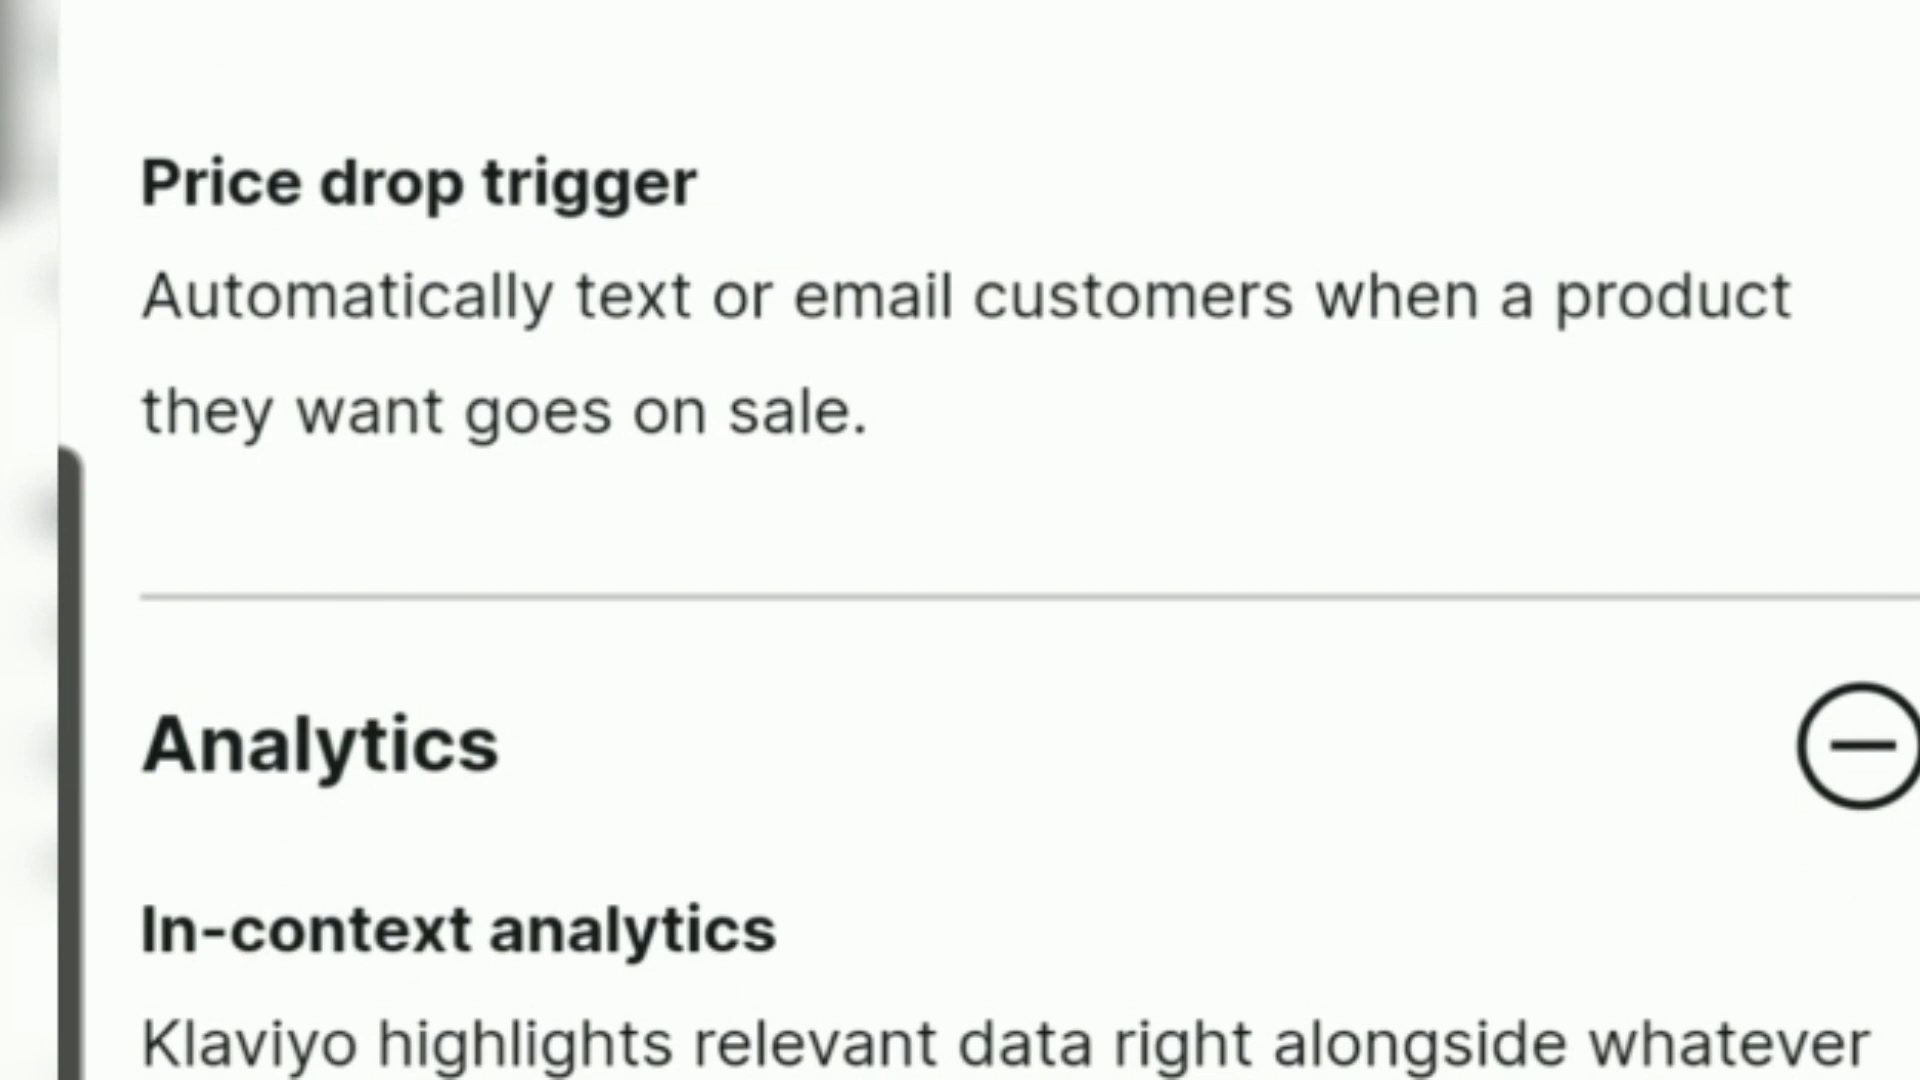 Price drop trigger
Automatically text or email customers when a product
they want goes on sale.
Analytics
In-context analytics
Klaviyo highlights relevant data right alongside whatever